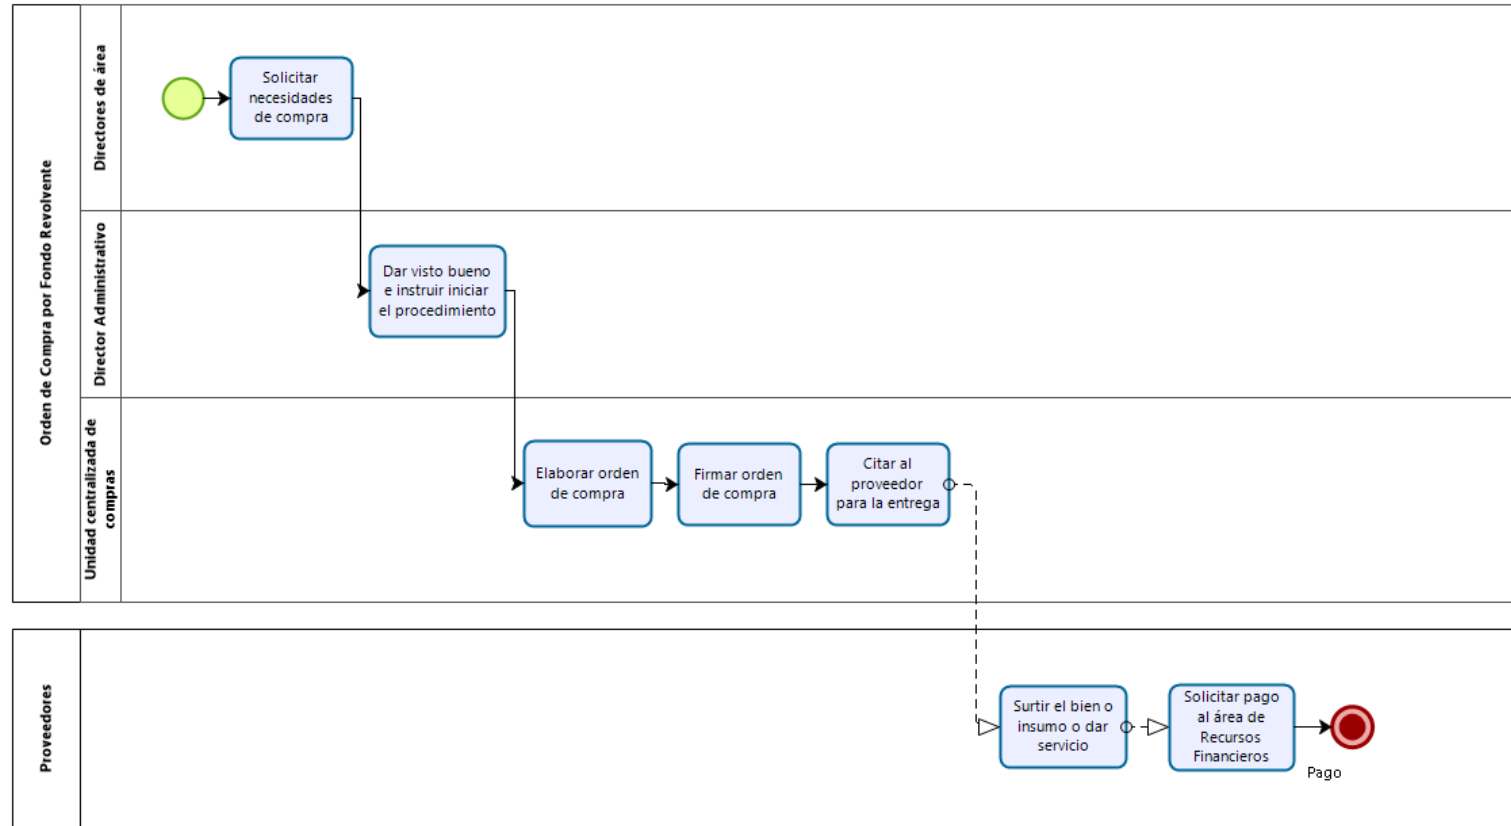 Orden de Compra por Fondo Revolvente
Directores de área
Solicitar
necesidades
de compra
Director Administrativo
Dar visto bueno
e instruir iniciar
el procedimiento
Unidad centralizada de
compras
Elaborar orden
de compra
Firmar orden
de compra
Citar al
proveedor
para la entrega
Proveedores
Surtir el bien o
insumo o dar
servicio
Solicitar pago
al área de
Recursos
Financieros
Pago